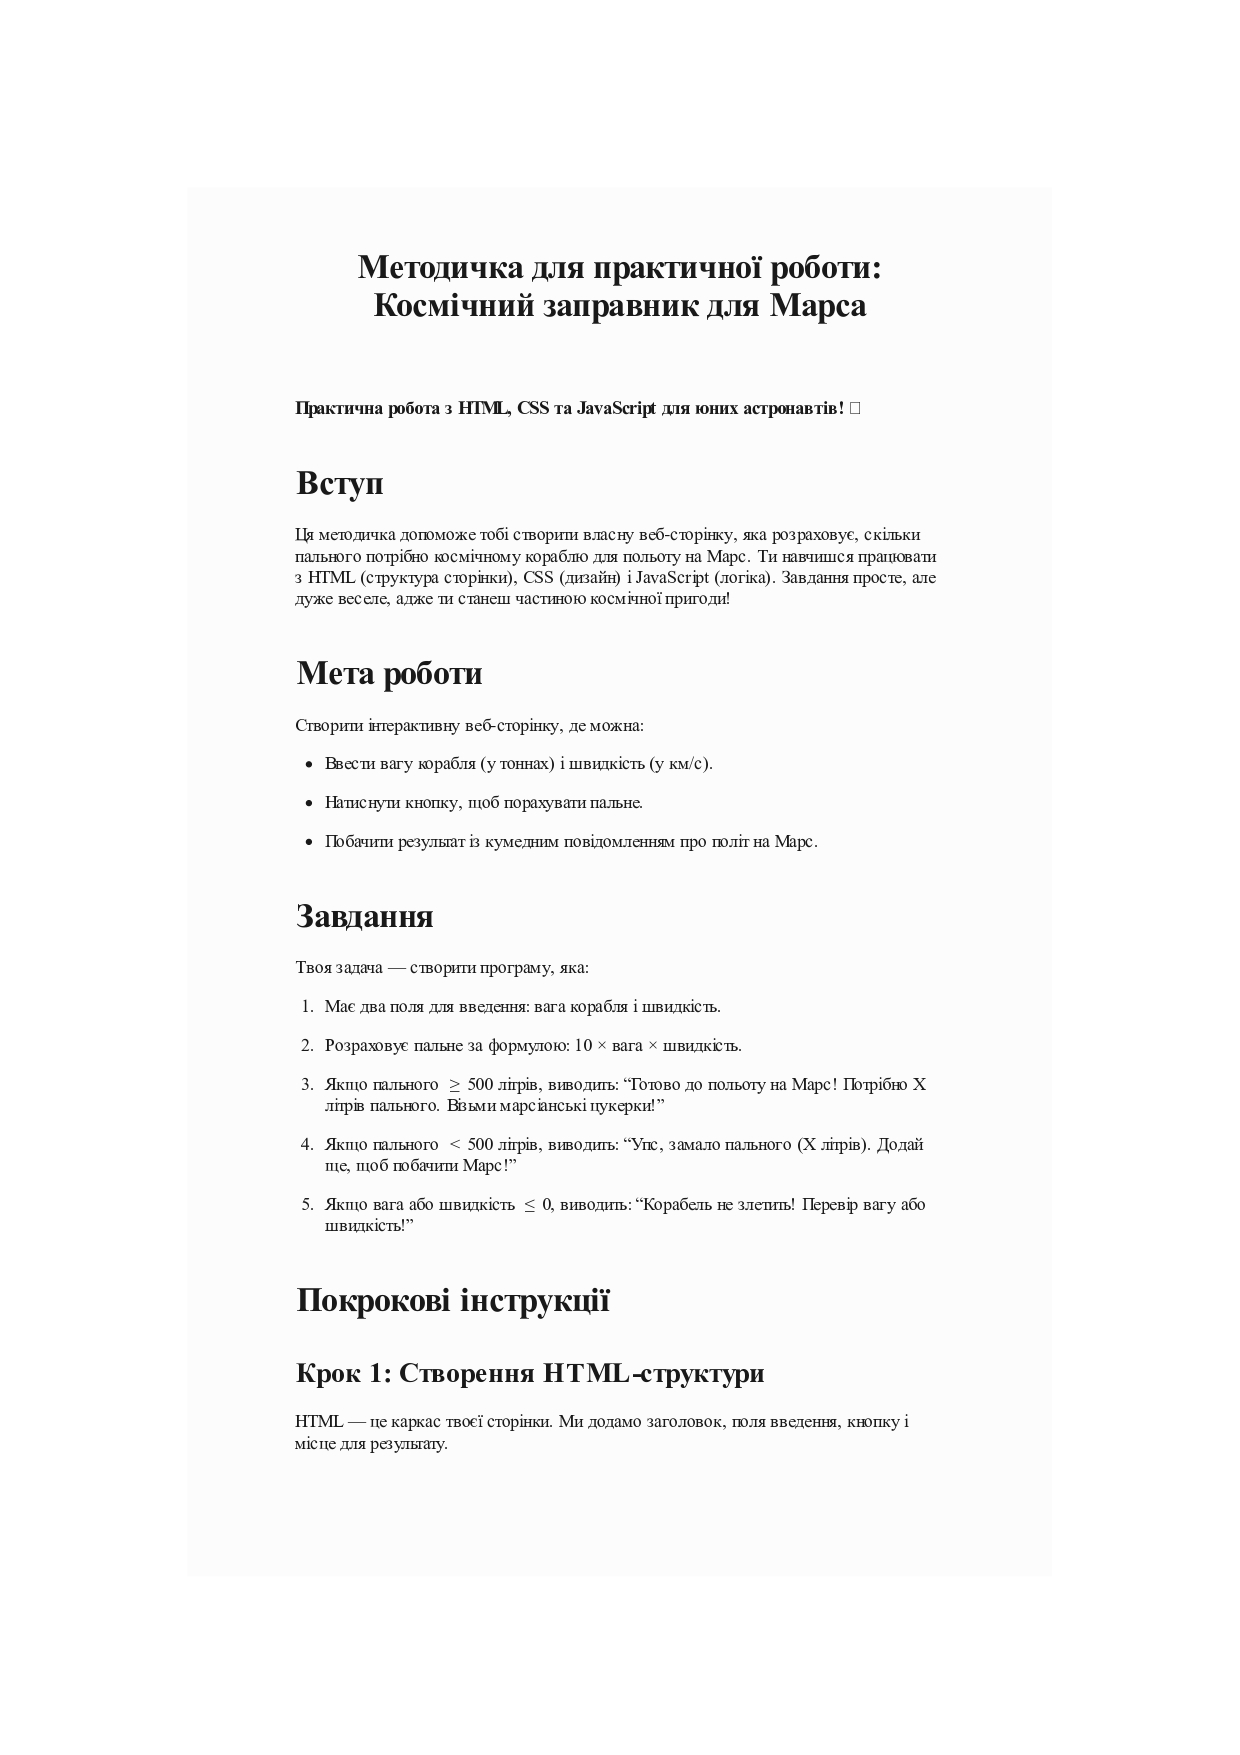 Методичка для практичної роботи:
Космічний заправник для Марса
Практична робота з HTML, CSS та JavaScript для юних астронавтів! □
Вступ
Ця методичка допоможе тобі створити власну веб-сторінку, яка розраховує, скільки
пального потрібно космічному кораблю для польоту на Марс. Ти навчишся працювати
з HTML (структура сторінки), CSS (дизайн) і JavaScript (логіка). Завдання просте, але
дуже веселе, адже ти станеш частиною космічної пригоди!
Мета роботи
Створити інтерактивну веб-сторінку, де можна:
• Ввести вагу корабля (у тоннах) і швидкість (у км/с).
• Натиснути кнопку, щоб порахувати пальне.
• Побачити результат із кумедним повідомленням про політ на Марс.
Завдання
Твоя задача — створити програму, яка:
1. Має два поля для введення: вага корабля і швидкість.
2. Розраховує пальне за формулою: 10 × вага × швидкість.
3. Якщо пального ≥ 500 літрів, виводить: “Готово до польоту на Марс! Потрібно X
літрів пального. Візьми марсіанські цукерки!”
4. Якщо пального < 500 літрів, виводить: “Упс, замало пального (X літрів). Додай
ще, щоб побачити Марс!”
5. Якщо вага або швидкість ≤ 0, виводить: “Корабель не злетить! Перевір вагу або
швидкість!”
Покрокові інструкції
Крок 1: Створення HTML-структури
HTML — це каркас твоєї сторінки. Ми додамо заголовок, поля введення, кнопку і
місце для результату.